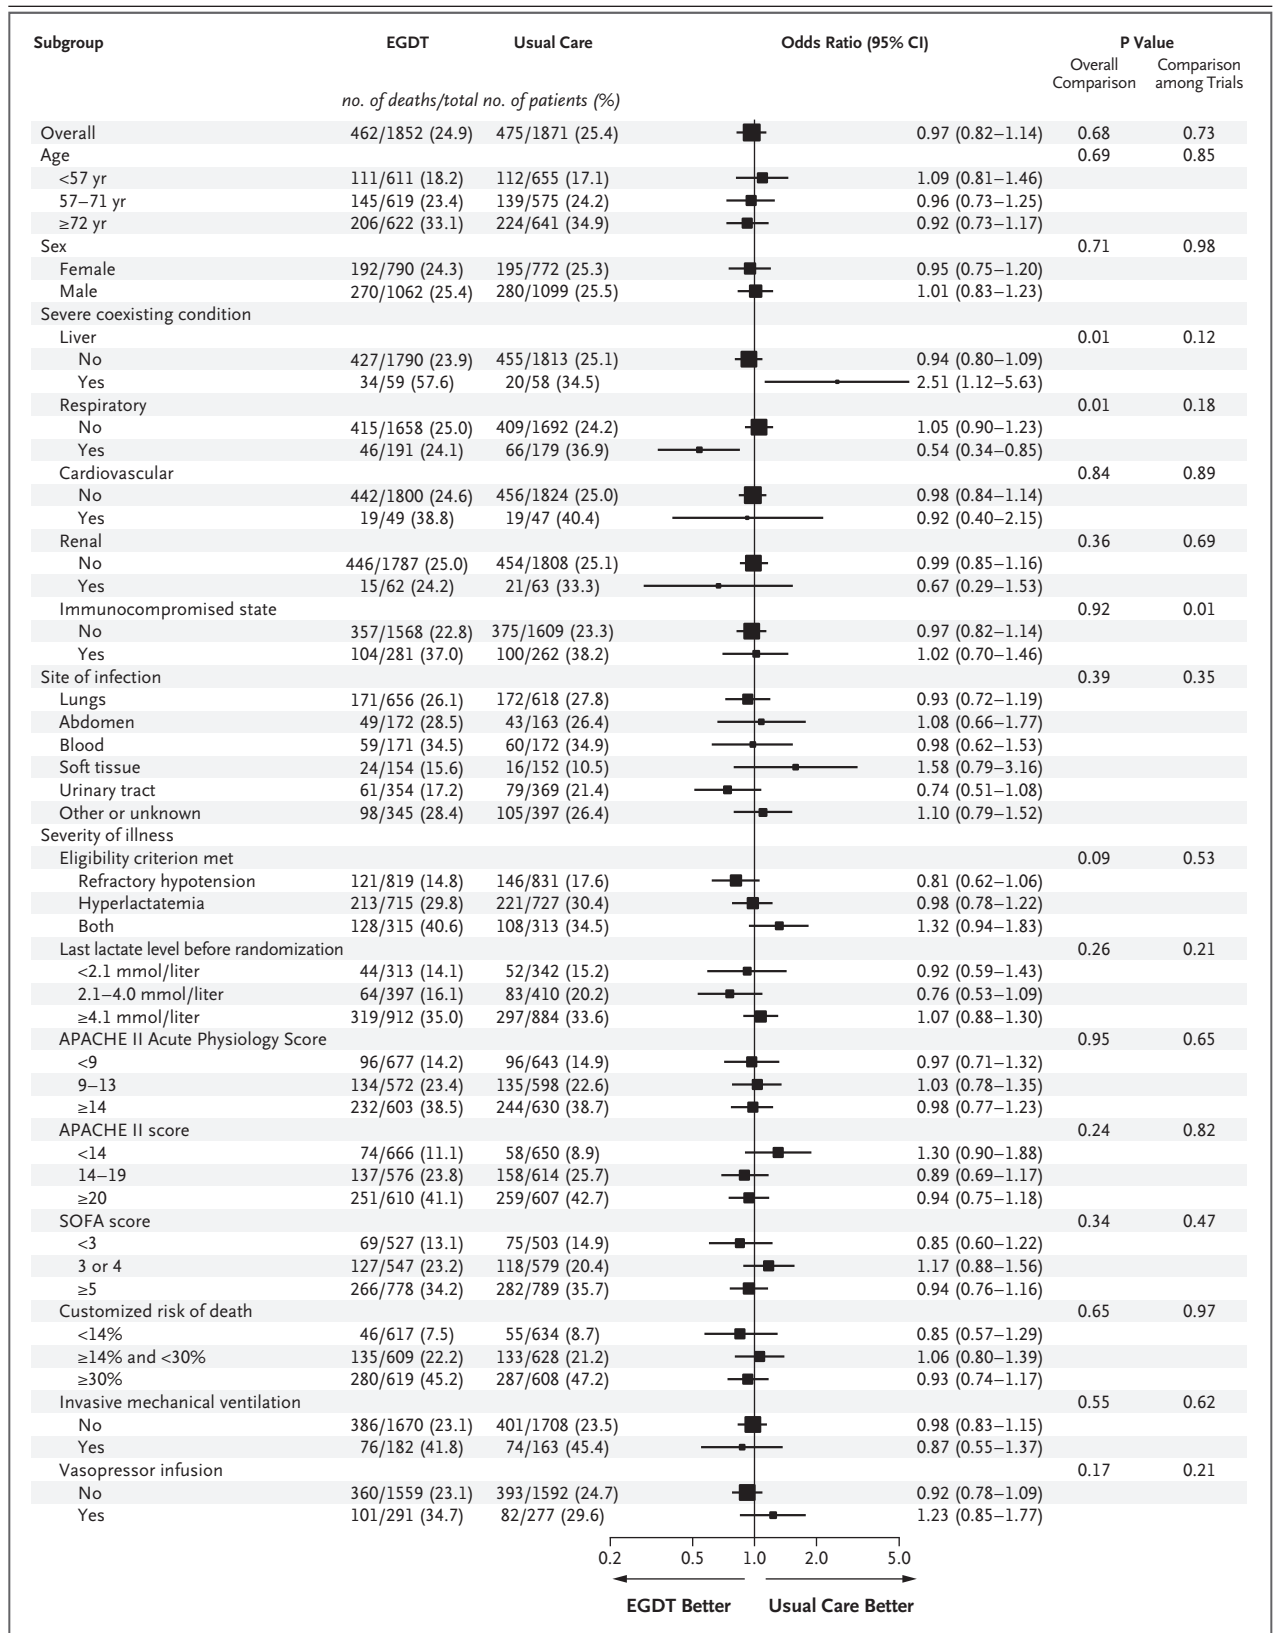 Subgroup EGDT Usual Care Odds Ratio (95% CI) P Value
Overall Comparison Comparison among Trials
no. of deaths/total no. of patients (%)
Overall 462/1852 (24.9) 475/1871 (25.4) 0.97 (0.82–1.14) 0.68 0.73
Age 0.69 0.85
<57 yr 111/611 (18.2) 112/655 (17.1) 1.09 (0.81–1.46)
57–71 yr 145/619 (23.4) 139/575 (24.2) 0.96 (0.73–1.25)
≥72 yr 206/622 (33.1) 224/641 (34.9) 0.92 (0.73–1.17)
Sex 0.71 0.98
Female 192/790 (24.3) 195/772 (25.3) 0.95 (0.75–1.20)
Male 270/1062 (25.4) 280/1099 (25.5) 1.01 (0.83–1.23)
Severe coexisting condition
Liver 0.01 0.12
No 427/1790 (23.9) 455/1813 (25.1) 0.94 (0.80–1.09)
Yes 34/59 (57.6) 20/58 (34.5) 2.51 (1.12–5.63)
Respiratory 0.01 0.18
No 415/1658 (25.0) 409/1692 (24.2) 1.05 (0.90–1.23)
Yes 46/191 (24.1) 66/179 (36.9) 0.54 (0.34–0.85)
Cardiovascular 0.84 0.89
No 442/1800 (24.6) 456/1824 (25.0) 0.98 (0.84–1.14)
Yes 19/49 (38.8) 19/47 (40.4) 0.92 (0.40–2.15)
Renal 0.36 0.69
No 446/1787 (25.0) 454/1808 (25.1) 0.99 (0.85–1.16)
Yes 15/62 (24.2) 21/63 (33.3) 0.67 (0.29–1.53)
Immunocompromised state 0.92 0.01
No 357/1568 (22.8) 375/1609 (23.3) 0.97 (0.82–1.14)
Yes 104/281 (37.0) 100/262 (38.2) 1.02 (0.70–1.46)
Site of infection 0.39 0.35
Lungs 171/656 (26.1) 172/618 (27.8) 0.93 (0.72–1.19)
Abdomen 49/172 (28.5) 43/163 (26.4) 1.08 (0.66–1.77)
Blood 59/171 (34.5) 60/172 (34.9) 0.98 (0.62–1.53)
Soft tissue 24/154 (15.6) 16/152 (10.5) 1.58 (0.79–3.16)
Urinary tract 61/354 (17.2) 79/369 (21.4) 0.74 (0.51–1.08)
Other or unknown 98/345 (28.4) 105/397 (26.4) 1.10 (0.79–1.52)
Severity of illness
Eligibility criterion met 0.09 0.53
Refractory hypotension 121/819 (14.8) 146/831 (17.6) 0.81 (0.62–1.06)
Hyperlactatemia 213/715 (29.8) 221/727 (30.4) 0.98 (0.78–1.22)
Both 128/315 (40.6) 108/313 (34.5) 1.32 (0.94–1.83)
Last lactate level before randomization 0.26 0.21
<2.1 mmol/liter 44/313 (14.1) 52/342 (15.2) 0.92 (0.59–1.43)
2.1–4.0 mmol/liter 64/397 (16.1) 83/410 (20.2) 0.76 (0.53–1.09)
≥4.1 mmol/liter 319/912 (35.0) 297/884 (33.6) 1.07 (0.88–1.30)
APACHE II Acute Physiology Score 0.95 0.65
<9 96/677 (14.2) 96/643 (14.9) 0.97 (0.71–1.32)
9–13 134/572 (23.4) 135/598 (22.6) 1.03 (0.78–1.35)
≥14 232/603 (38.5) 244/630 (38.7) 0.98 (0.77–1.23)
APACHE II score 0.24 0.82
<14 74/666 (11.1) 58/650 (8.9) 1.30 (0.90–1.88)
14–19 137/576 (23.8) 158/614 (25.7) 0.89 (0.69–1.17)
≥20 251/610 (41.1) 259/607 (42.7) 0.94 (0.75–1.18)
SOFA score 0.34 0.47
<3 69/527 (13.1) 75/503 (14.9) 0.85 (0.60–1.22)
3 or 4 127/547 (23.2) 118/579 (20.4) 1.17 (0.88–1.56)
≥5 266/778 (34.2) 282/789 (35.7) 0.94 (0.76–1.16)
Customized risk of death 0.65 0.97
<14% 46/617 (7.5) 55/634 (8.7) 0.85 (0.57–1.29)
≥14% and <30% 135/609 (22.2) 133/628 (21.2) 1.06 (0.80–1.39)
≥30% 280/619 (45.2) 287/608 (47.2) 0.93 (0.74–1.17)
Invasive mechanical ventilation 0.55 0.62
No 386/1670 (23.1) 401/1708 (23.5) 0.98 (0.83–1.15)
Yes 76/182 (41.8) 74/163 (45.4) 0.87 (0.55–1.37)
Vasopressor infusion 0.17 0.21
No 360/1559 (23.1) 393/1592 (24.7) 0.92 (0.78–1.09)
Yes 101/291 (34.7) 82/277 (29.6) 1.23 (0.85–1.77)
0.2 0.5 1.0 2.0 5.0
EGDT Better Usual Care Better